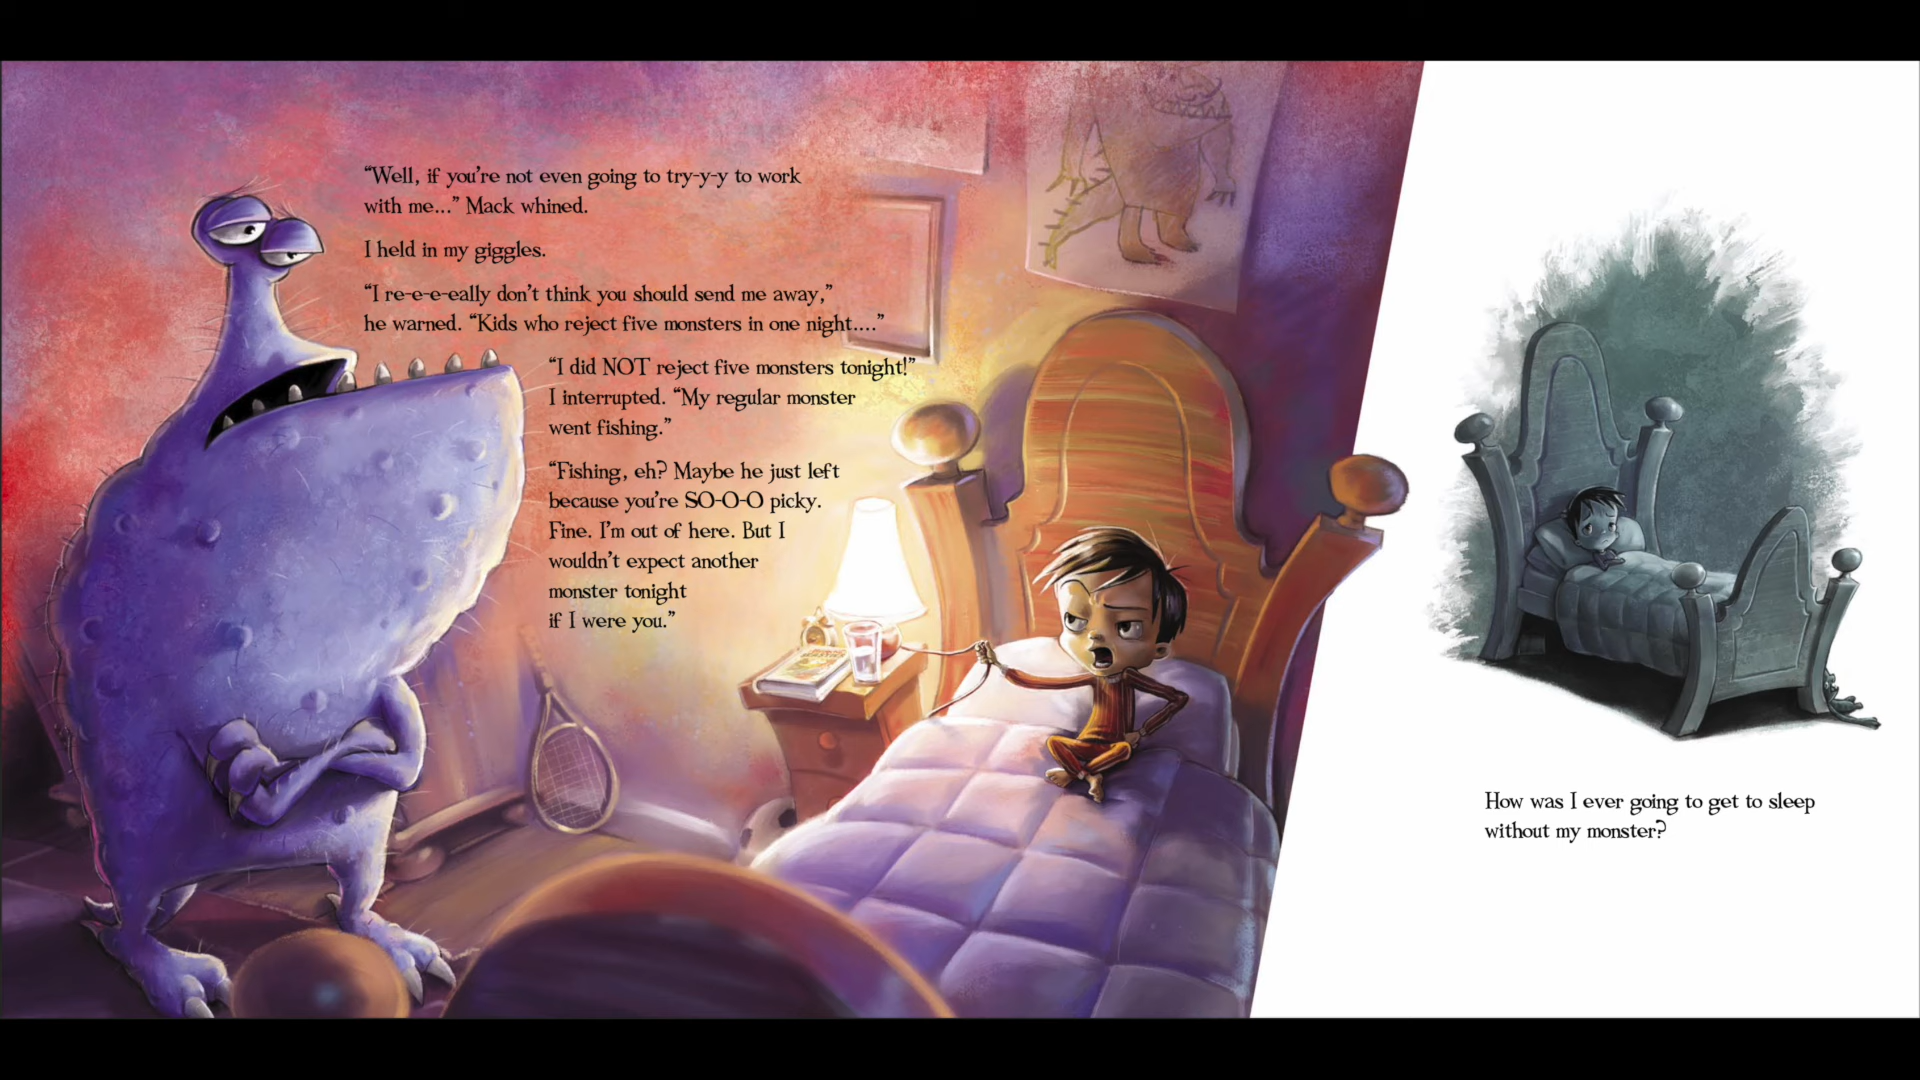 “Well, if you’re not even going to try-y-y to work
with me...” Mack whined.
I held in my giggles.
“I re-e-e-eally don’t think you should send me away,”
he warned. “Kids who reject five monsters in one night....”
“I did NOT reject five monsters tonight!”
I interrupted. “My regular monster
went fishing.”
“Fishing, eh? Maybe he just left
because you’re SO-O-O picky.
Fine. I’m out of here. But I
wouldn’t expect another
monster tonight
if I were you.”
How was I ever going to get to sleep
without my monster?